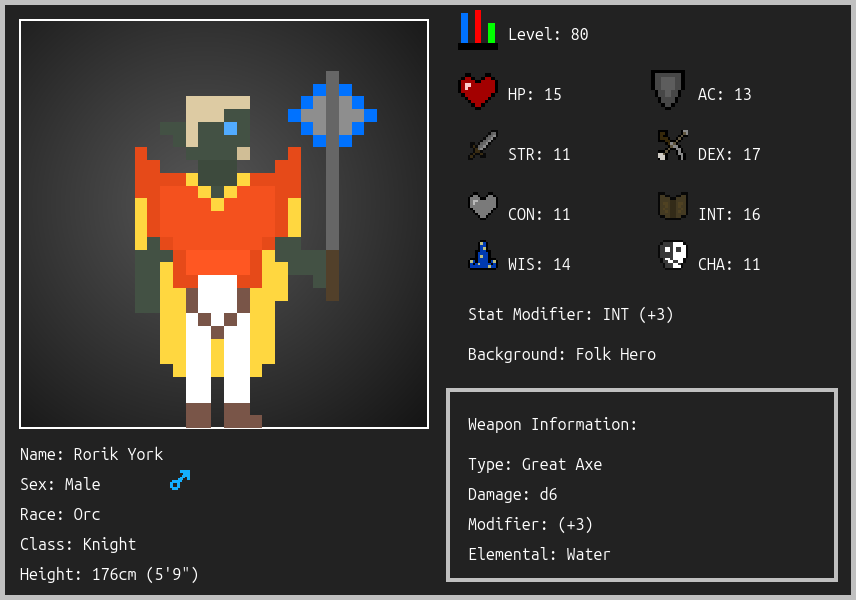 Level: 80
HP: 15
AC: 13
STR: 11
DEX: 17
CON: 11
INT: 16
WIS: 14
CHA: 11
Stat Modifier: INT (+3)
Background: Folk Hero
Weapon Information:
Type: Great Axe
Damage: d6
Modifier: (+3)
Elemental: Water
Name: Rorik York
Sex: Male
Race: Orc
Class: Knight
Height: 176cm (5'9")